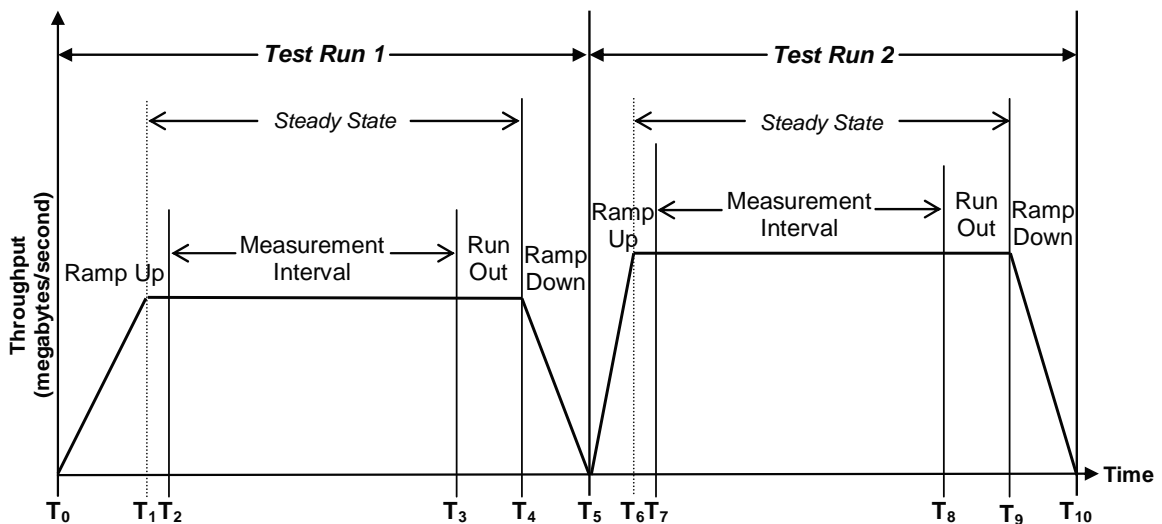 Test Run 1
Test Run 2
Steady State
Steady State
Ramp Up
Measurement
Interval
Run
Out
Ramp
Down
Ramp
Up
Measurement
Interval
Run
Out
Ramp
Down
Throughput
(megabytes/second)
Time
T₀ T₁ T₂ T₃ T₄ T₅ T₆ T₇ T₈ T₉ T₁₀